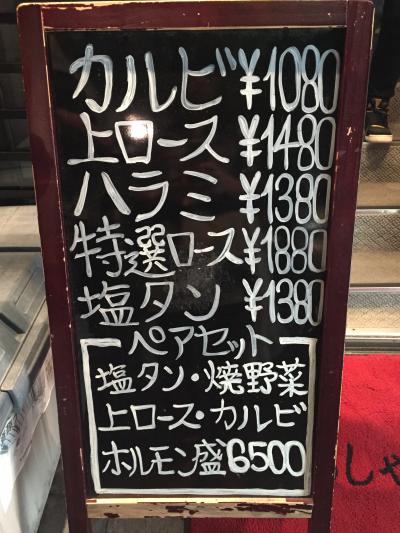 カルビ ¥1080
上ロース ¥1480
ハラミ ¥1380
特選ロース ¥1880
塩タン ¥1380
ペアセット
塩タン・焼野菜
上ロース・カルビ
ホルモン盛 6500
しゃ